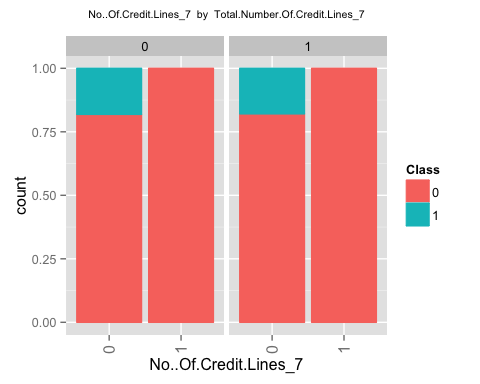 No..Of.Credit.Lines_7 by Total.Number.Of.Credit.Lines_7
0 1
1.00
0.75
0.50
0.25
0.00
count
0 1 0 1
No..Of.Credit.Lines_7
Class
0
1